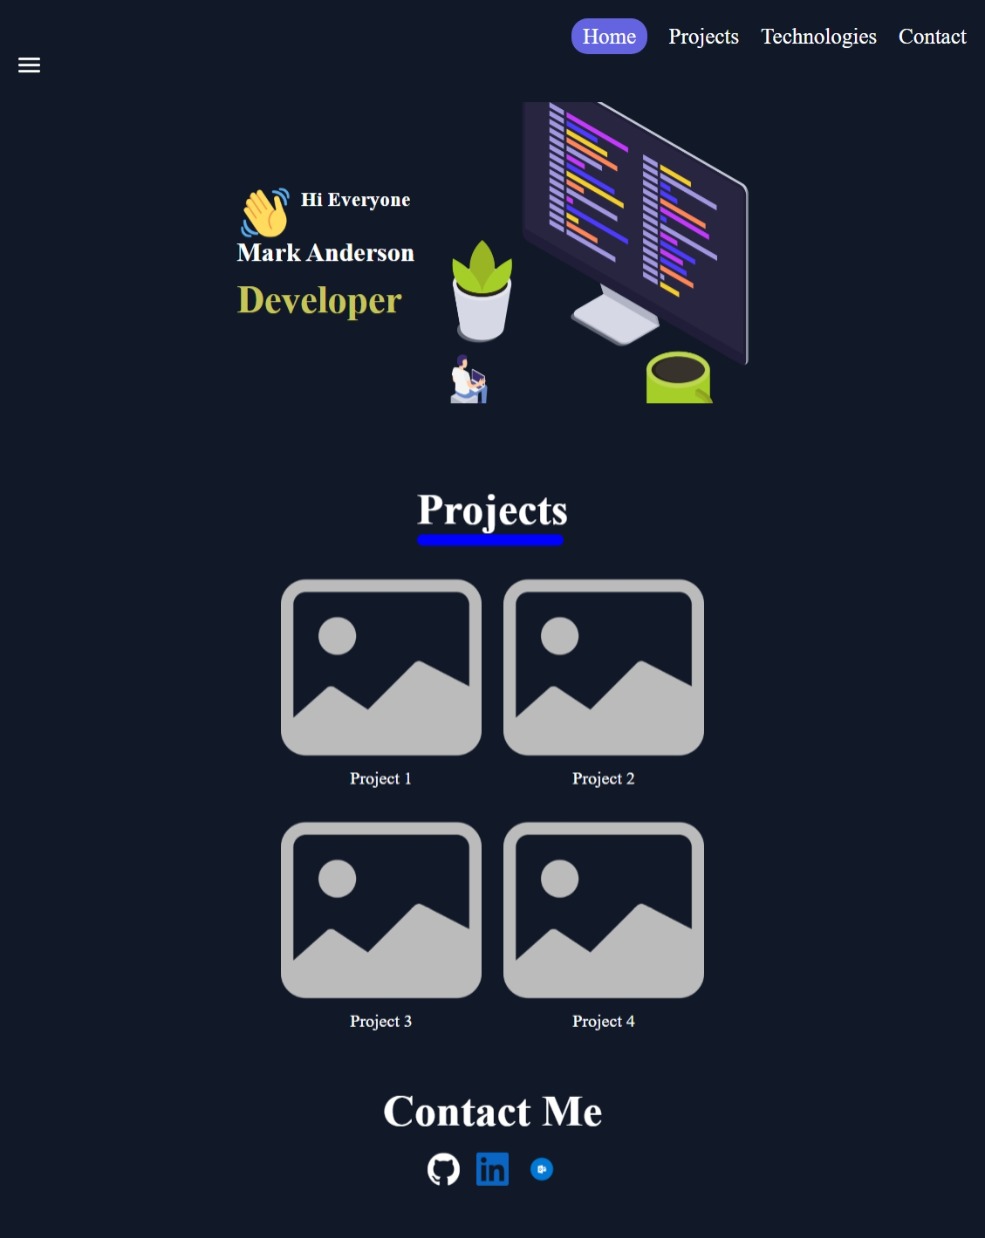 Home Projects Technologies Contact
Hi Everyone
Mark Anderson
Developer
Projects
Project 1 Project 2
Project 3 Project 4
Contact Me
in